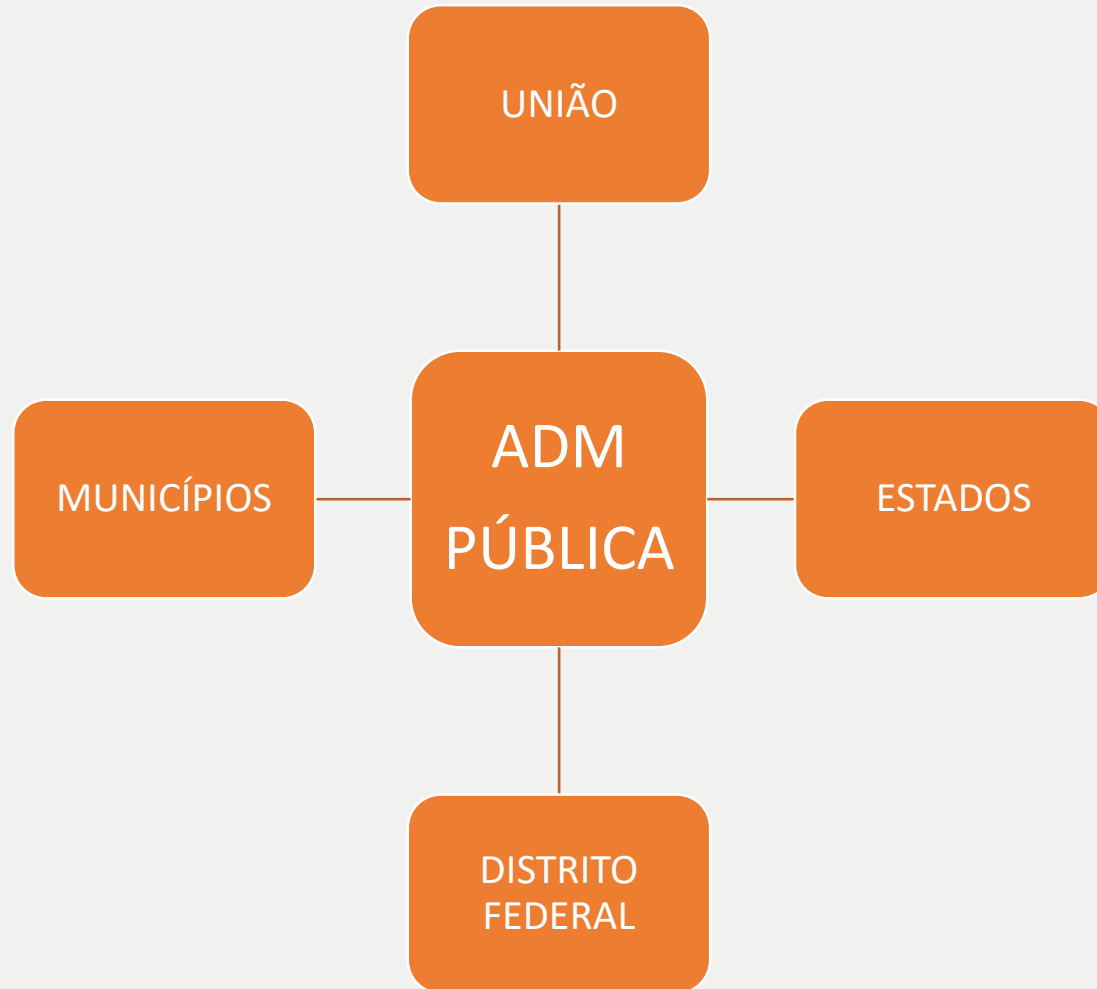 UNIÃO
MUNICÍPIOS
ADM
PÚBLICA
ESTADOS
DISTRITO
FEDERAL